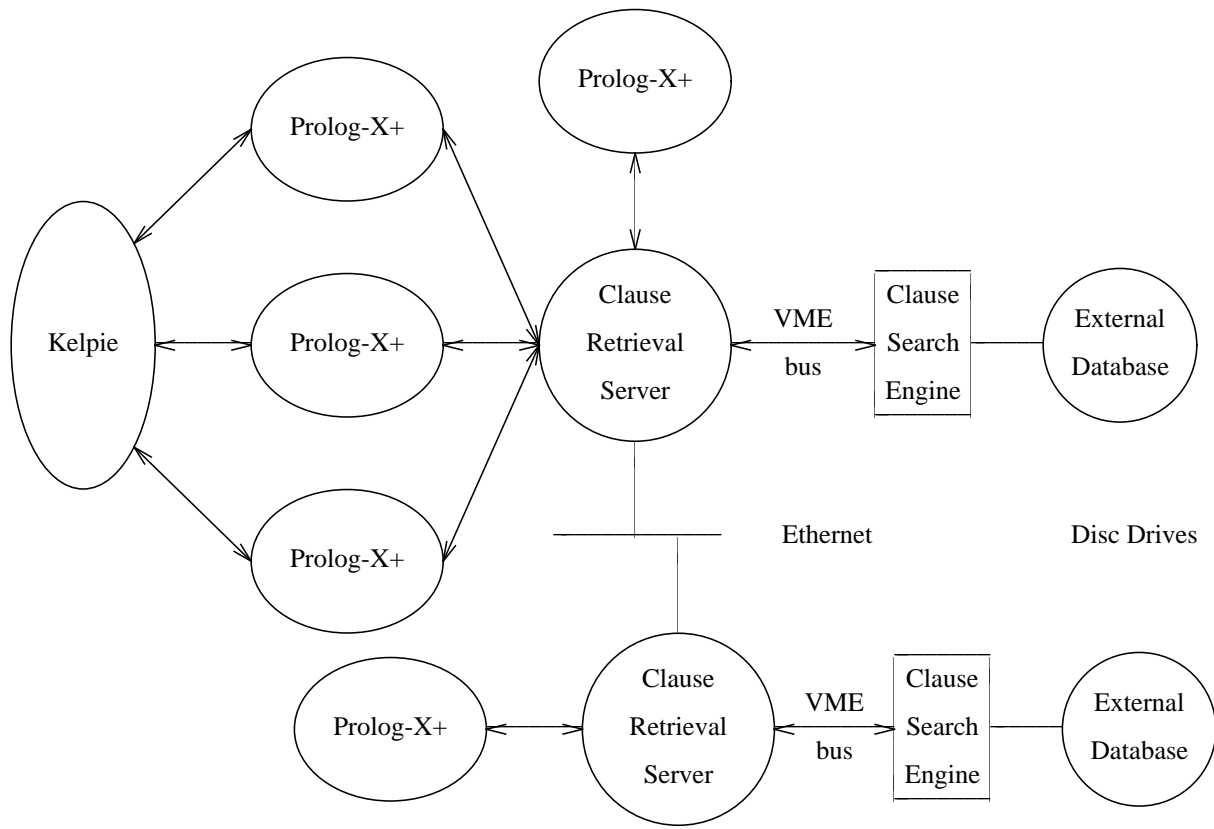 Prolog-X+
Prolog-X+
Kelpie
Prolog-X+
Clause
Retrieval
Server
VME
bus
Clause
Search
Engine
External
Database
Prolog-X+
Ethernet
Disc Drives
Prolog-X+
Clause
Retrieval
Server
VME
bus
Clause
Search
Engine
External
Database